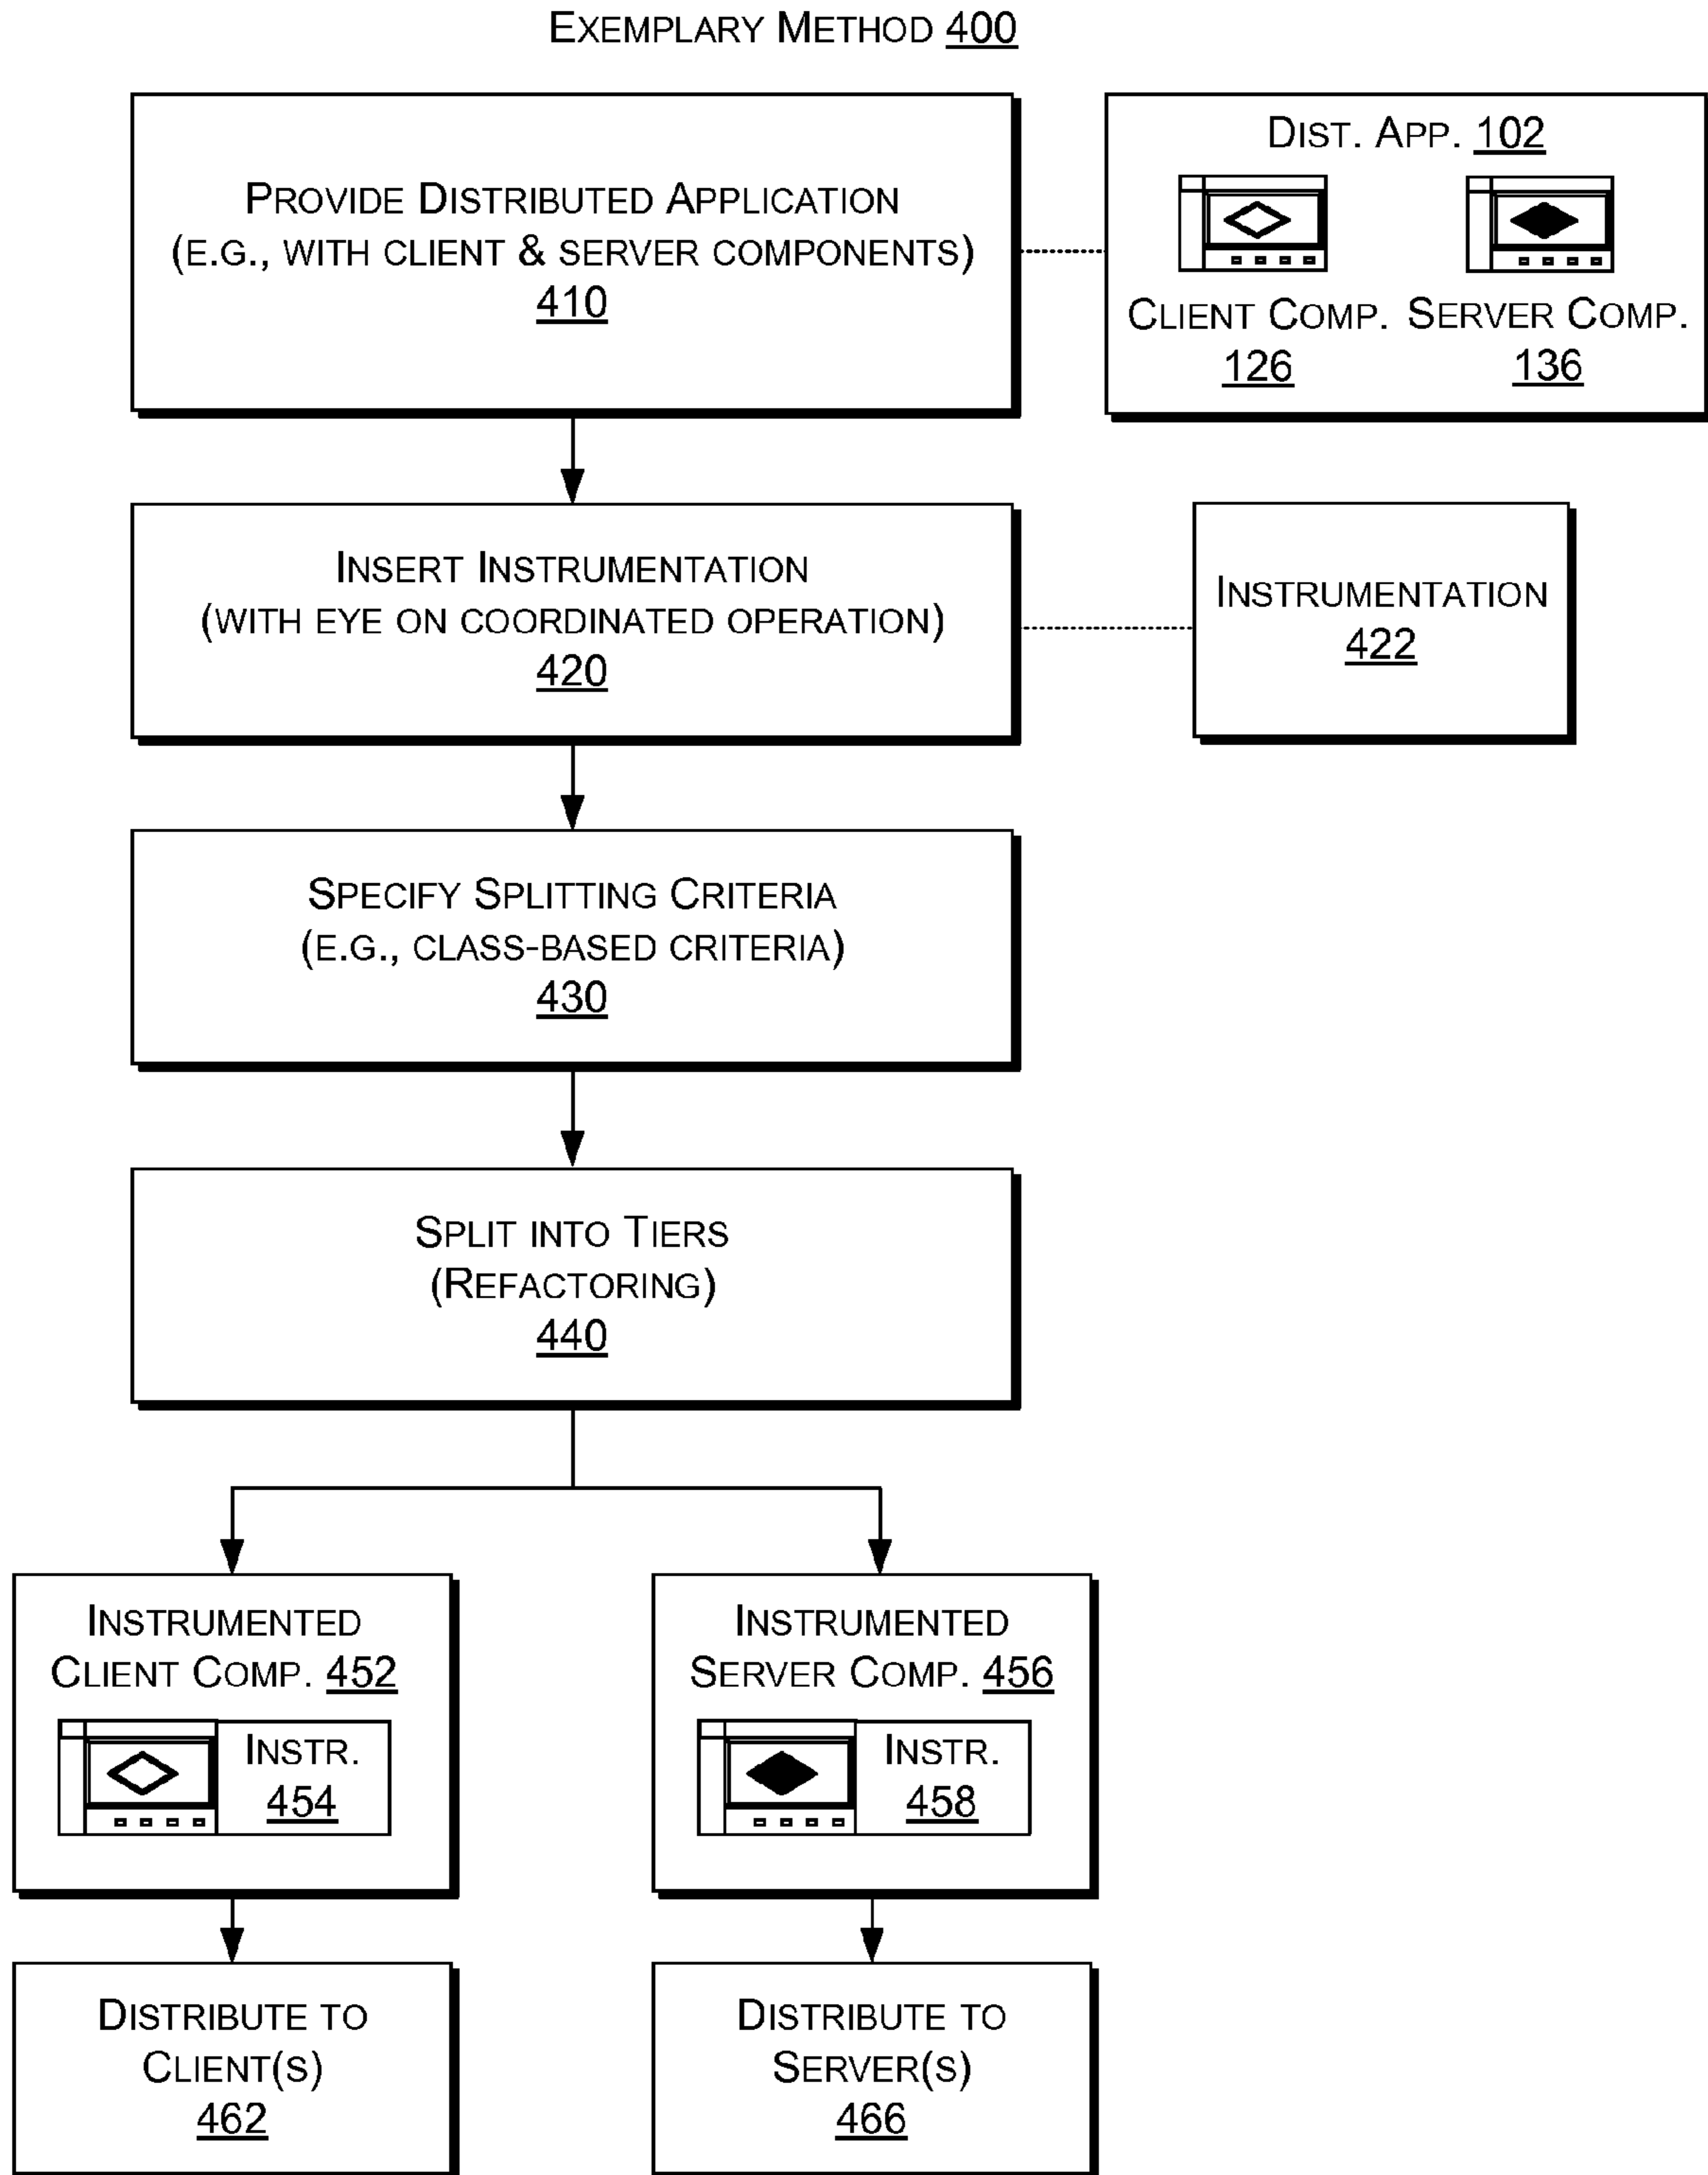 EXEMPLARY METHOD 400
PROVIDE DISTRIBUTED APPLICATION
(E.G., WITH CLIENT & SERVER COMPONENTS)
410
DIST. APP. 102
CLIENT COMP. SERVER COMP.
126 136
INSERT INSTRUMENTATION
(WITH EYE ON COORDINATED OPERATION)
420
INSTRUMENTATION
422
SPECIFY SPLITTING CRITERIA
(E.G., CLASS-BASED CRITERIA)
430
SPLIT INTO TIERS
(REFACTORING)
440
INSTRUMENTED
CLIENT COMP. 452
INSTR.
454
INSTRUMENTED
SERVER COMP. 456
INSTR.
458
DISTRIBUTE TO
CLIENT(S)
462
DISTRIBUTE TO
SERVER(S)
466